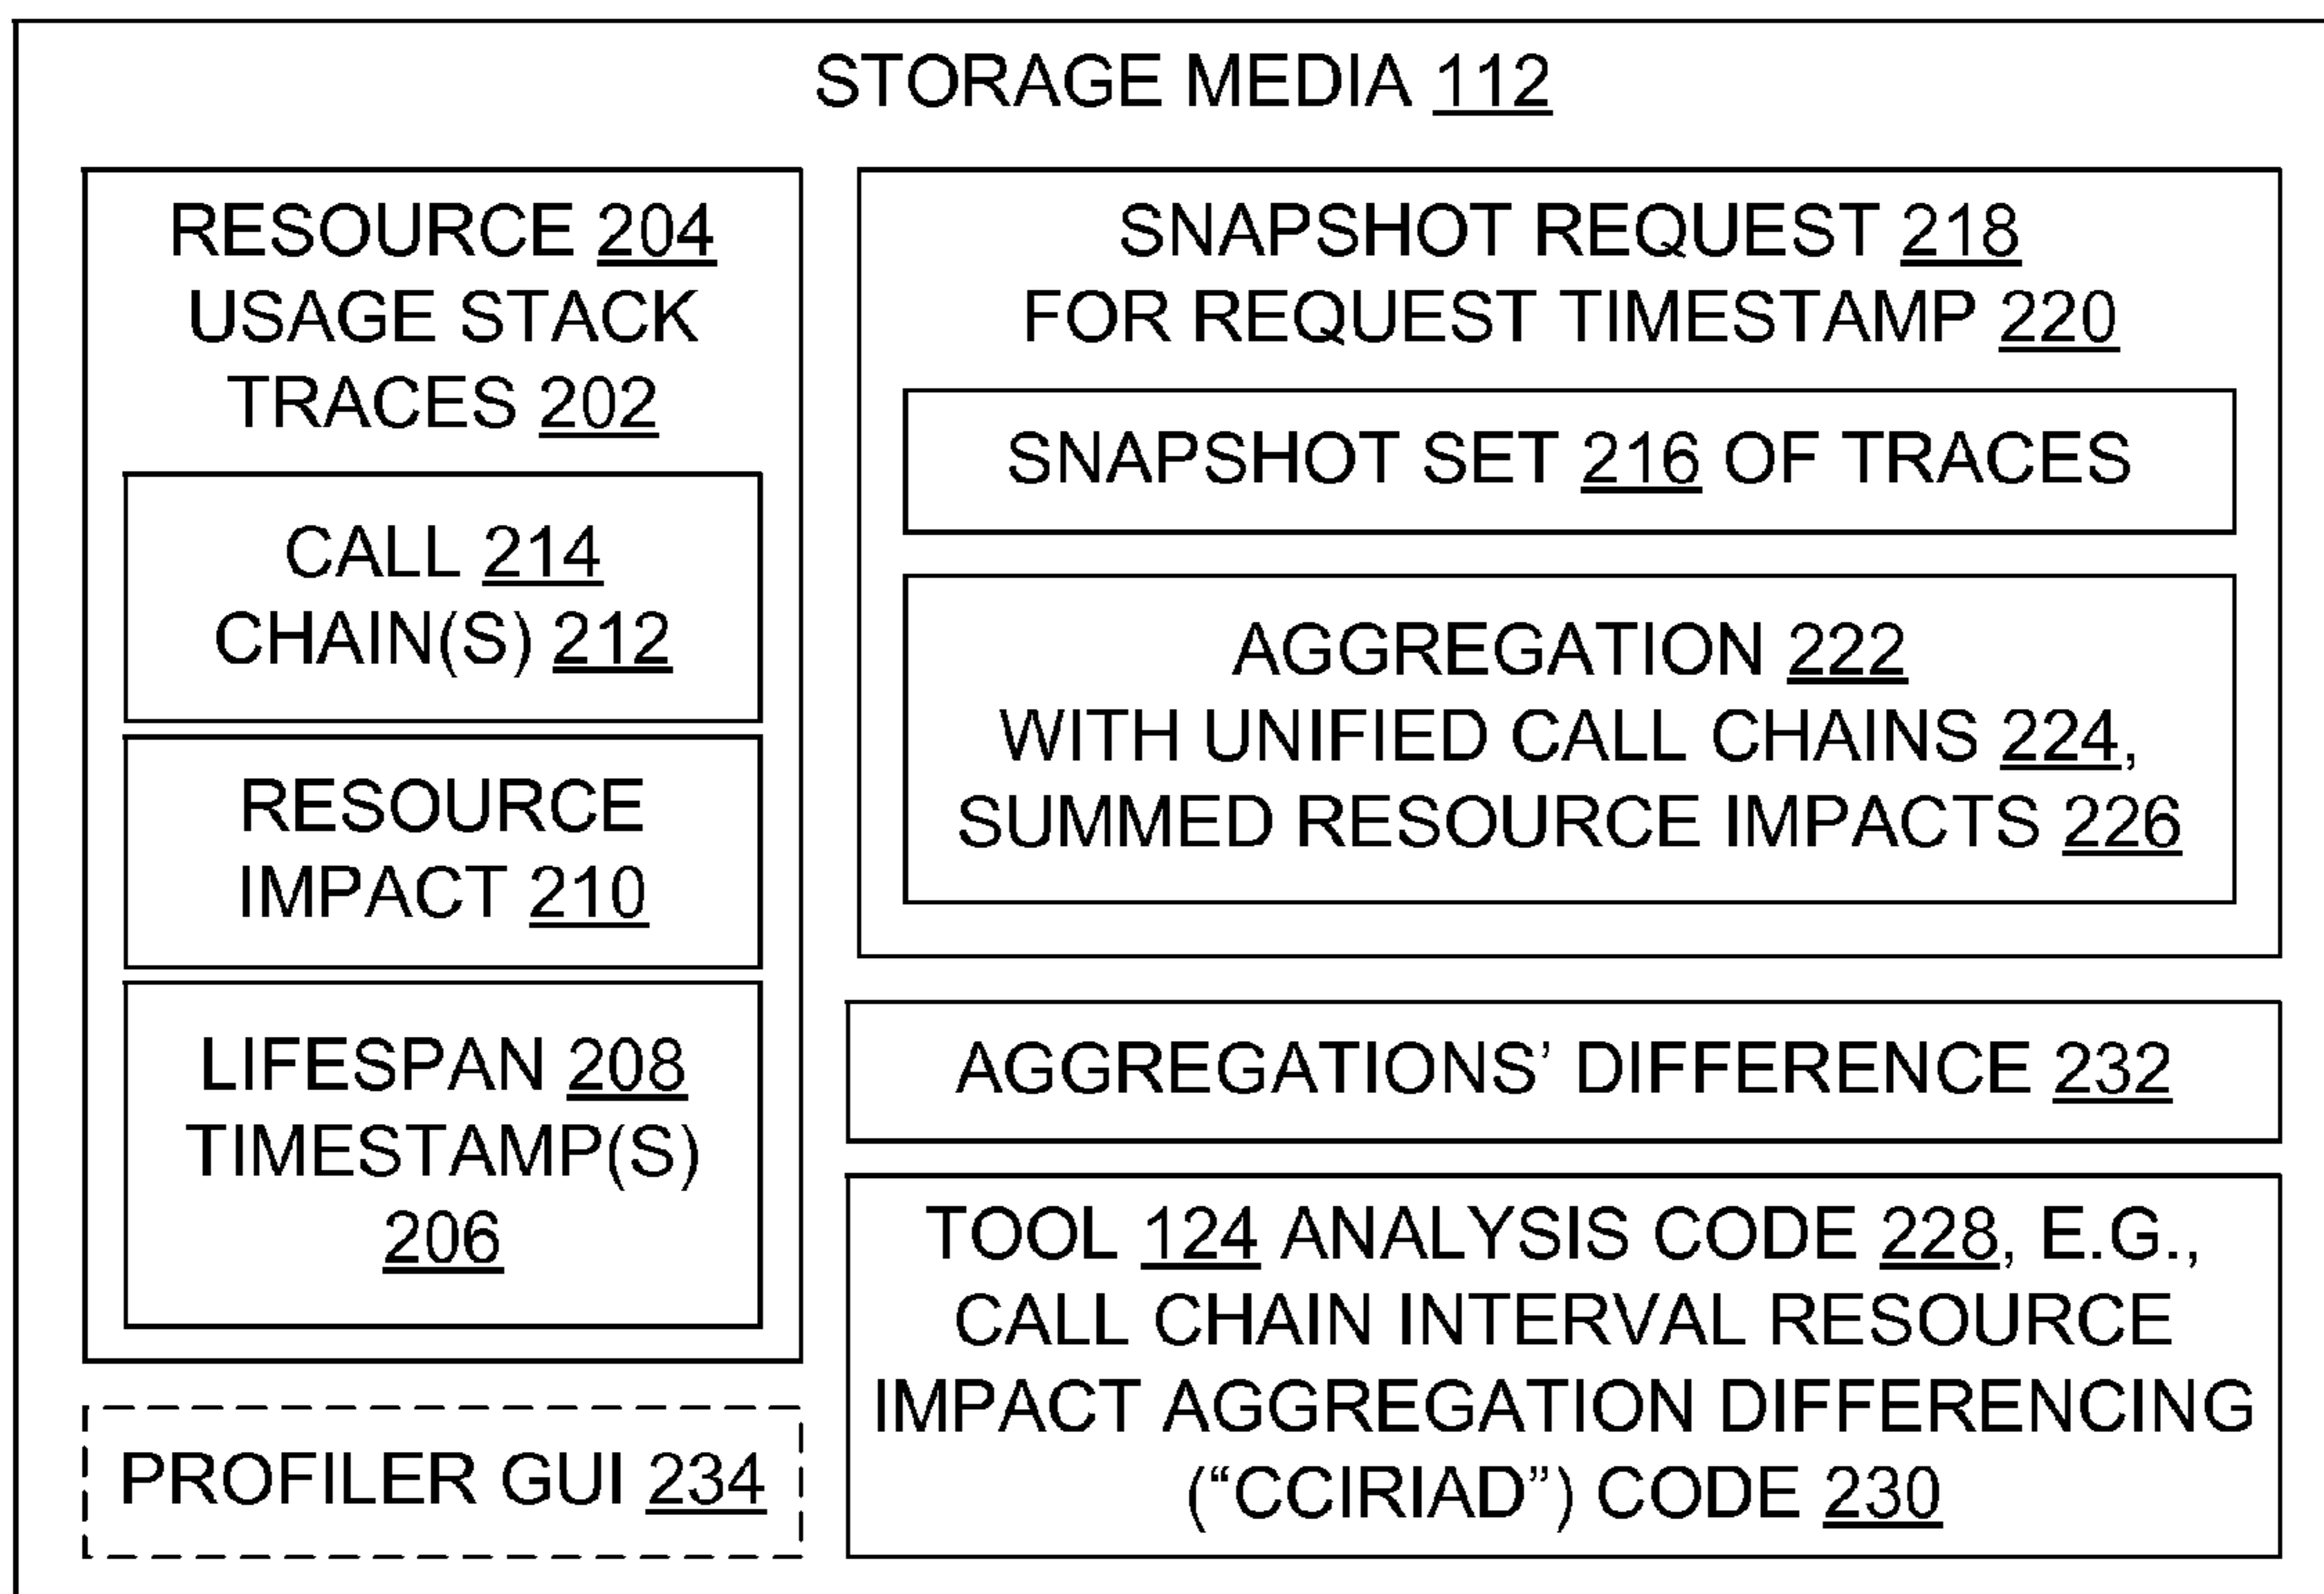 STORAGE MEDIA 112
RESOURCE 204
USAGE STACK
TRACES 202
CALL 214
CHAIN(S) 212
RESOURCE
IMPACT 210
LIFESPAN 208
TIMESTAMP(S)
206
PROFILER GUI 234
SNAPSHOT REQUEST 218
FOR REQUEST TIMESTAMP 220
SNAPSHOT SET 216 OF TRACES
AGGREGATION 222
WITH UNIFIED CALL CHAINS 224,
SUMMED RESOURCE IMPACTS 226
AGGREGATIONS’ DIFFERENCE 232
TOOL 124 ANALYSIS CODE 228, E.G.,
CALL CHAIN INTERVAL RESOURCE
IMPACT AGGREGATION DIFFERENCING
(“CCIRIAD”) CODE 230